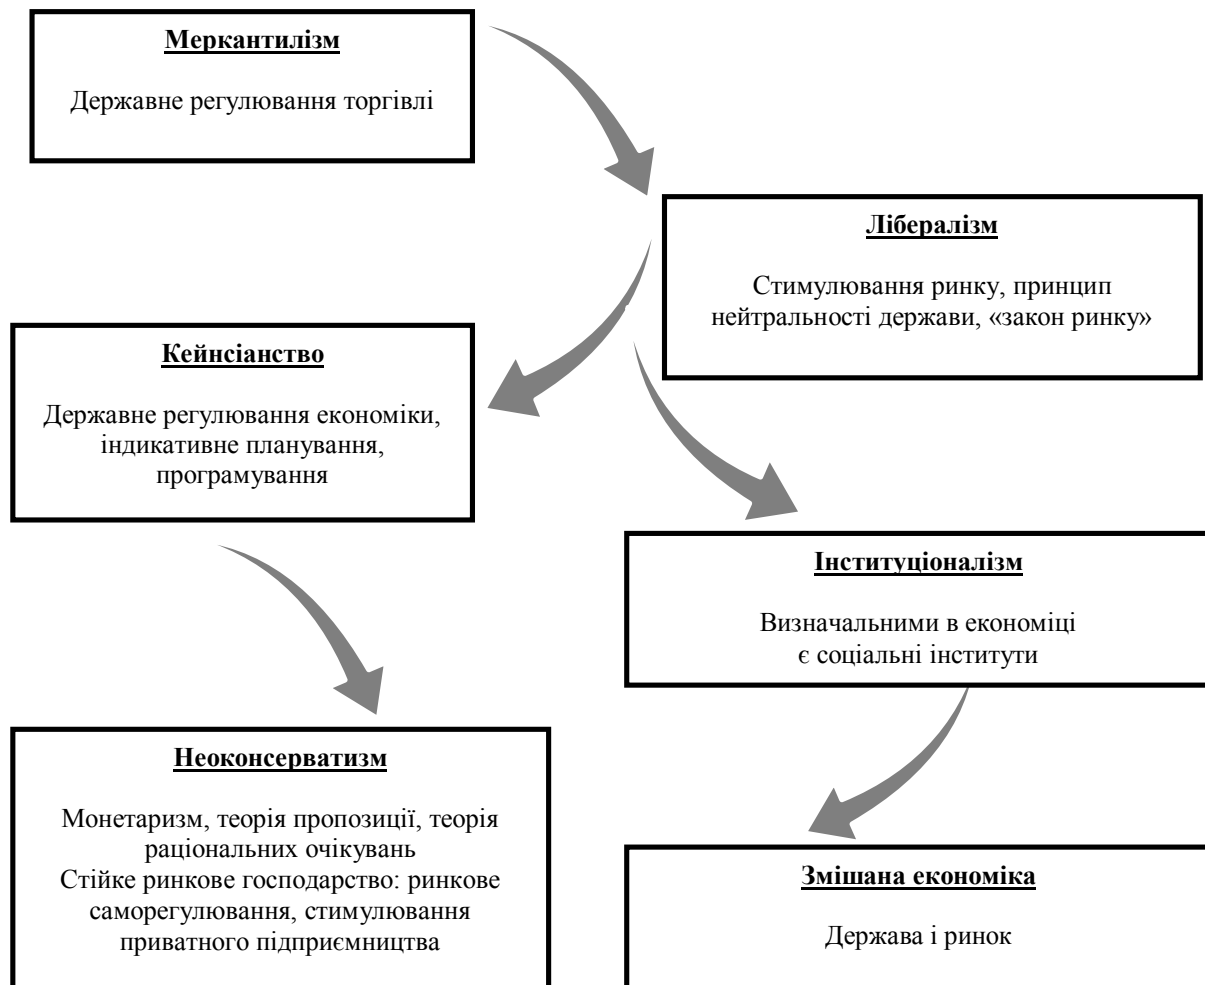 Меркантилізм
Державне регулювання торгівлі
Лібералізм
Стимулювання ринку, принцип
нейтральності держави, «закон ринку»
Кейнсіанство
Державне регулювання економіки,
індикативне планування,
програмування
Інституціоналізм
Визначальними в економіці
є соціальні інститути
Неоконсерватизм
Монетаризм, теорія пропозиції, теорія
раціональних очікувань
Стійке ринкове господарство: ринкове
саморегулювання, стимулювання
приватного підприємництва
Змішана економіка
Держава і ринок